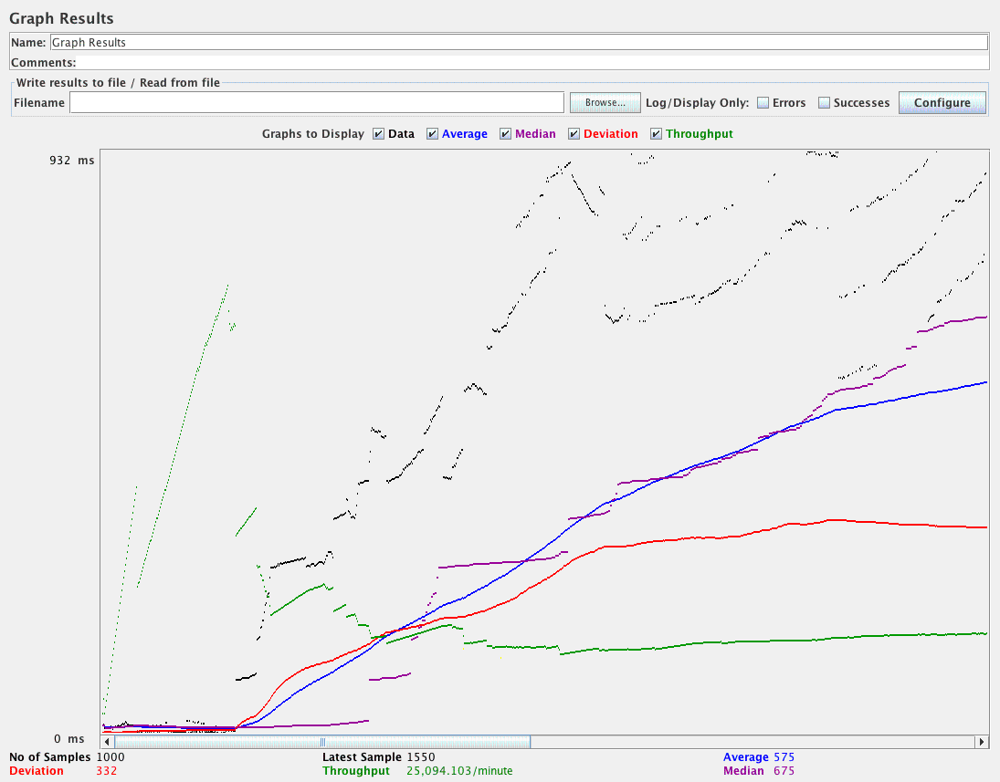 Graph Results
Name: Graph Results
Comments:
Write results to file / Read from file
Filename Browse... Log/Display Only: Errors Successes Configure
Graphs to Display Data Average Median Deviation Throughput
932 ms
0 ms
No of Samples 1000 Latest Sample 1550 Average 575
Deviation 332 Throughput 25,094.103/minute Median 675